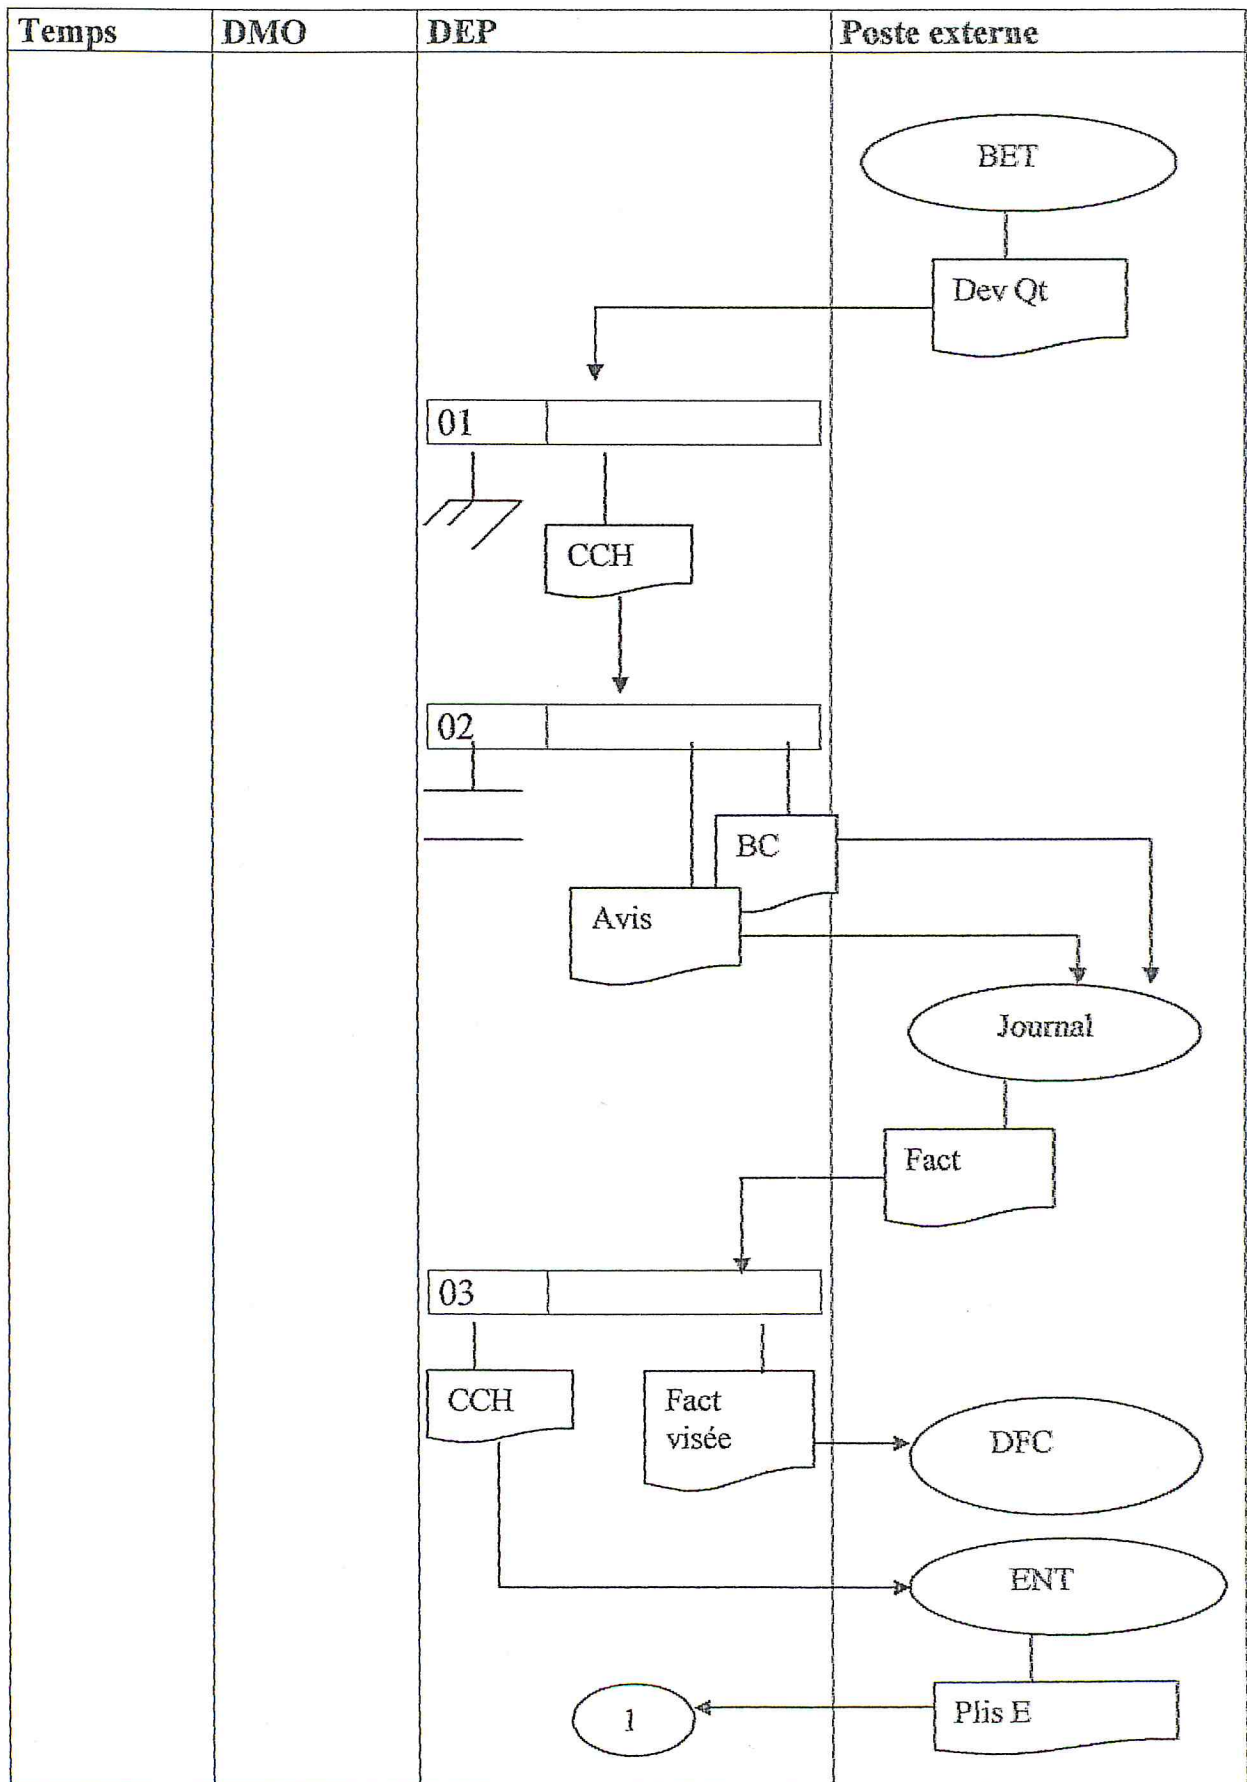 Temps DMO DEP Poste externe
BET
Dev Qt
01
CCH
02
BC
Avis
Journal
Fact
03
CCH
Fact
visée
DFC
ENT
Plis E
1